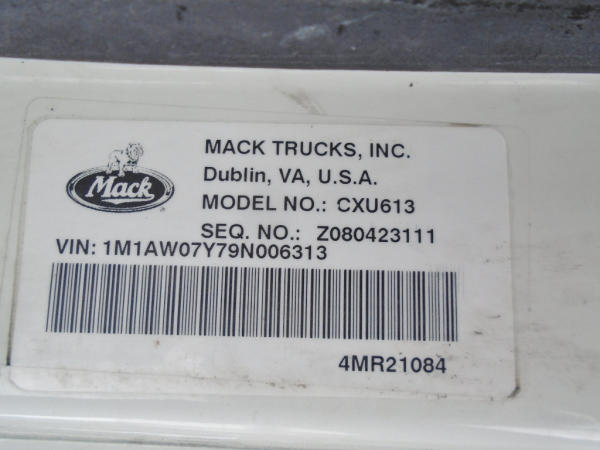 Mack
MACK TRUCKS, INC.
Dublin, VA, U.S.A.
MODEL NO.: CXU613
SEQ. NO.: Z080423111
VIN: 1M1AW07Y79N006313
4MR21084